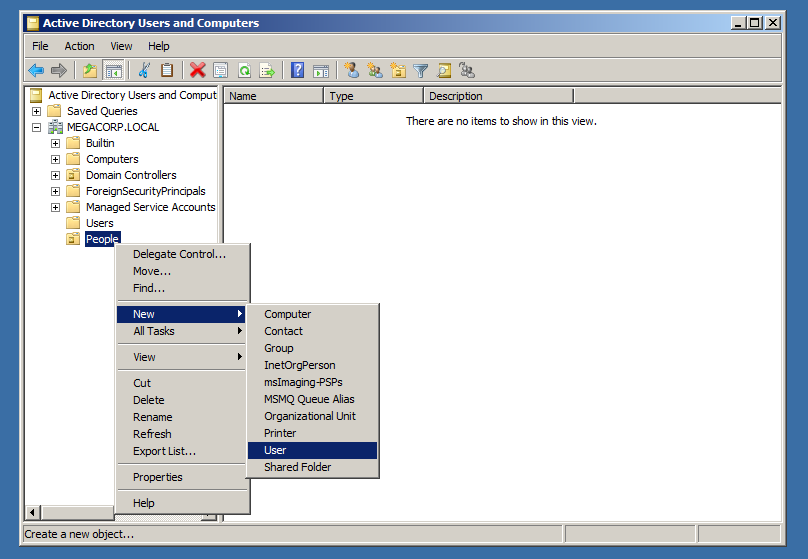 Active Directory Users and Computers
File Action View Help
Active Directory Users and Comput
Name Type Description
Saved Queries
There are no items to show in this view.
MEGACORP.LOCAL
Builtin
Computers
Domain Controllers
ForeignSecurityPrincipals
Managed Service Accounts
Users
People
Delegate Control...
Move...
Find...
New
All Tasks
View
Cut
Delete
Rename
Refresh
Export List...
Properties
Help
Computer
Contact
Group
InetOrgPerson
msImaging-PSPs
MSMQ Queue Alias
Organizational Unit
Printer
User
Shared Folder
Create a new object...